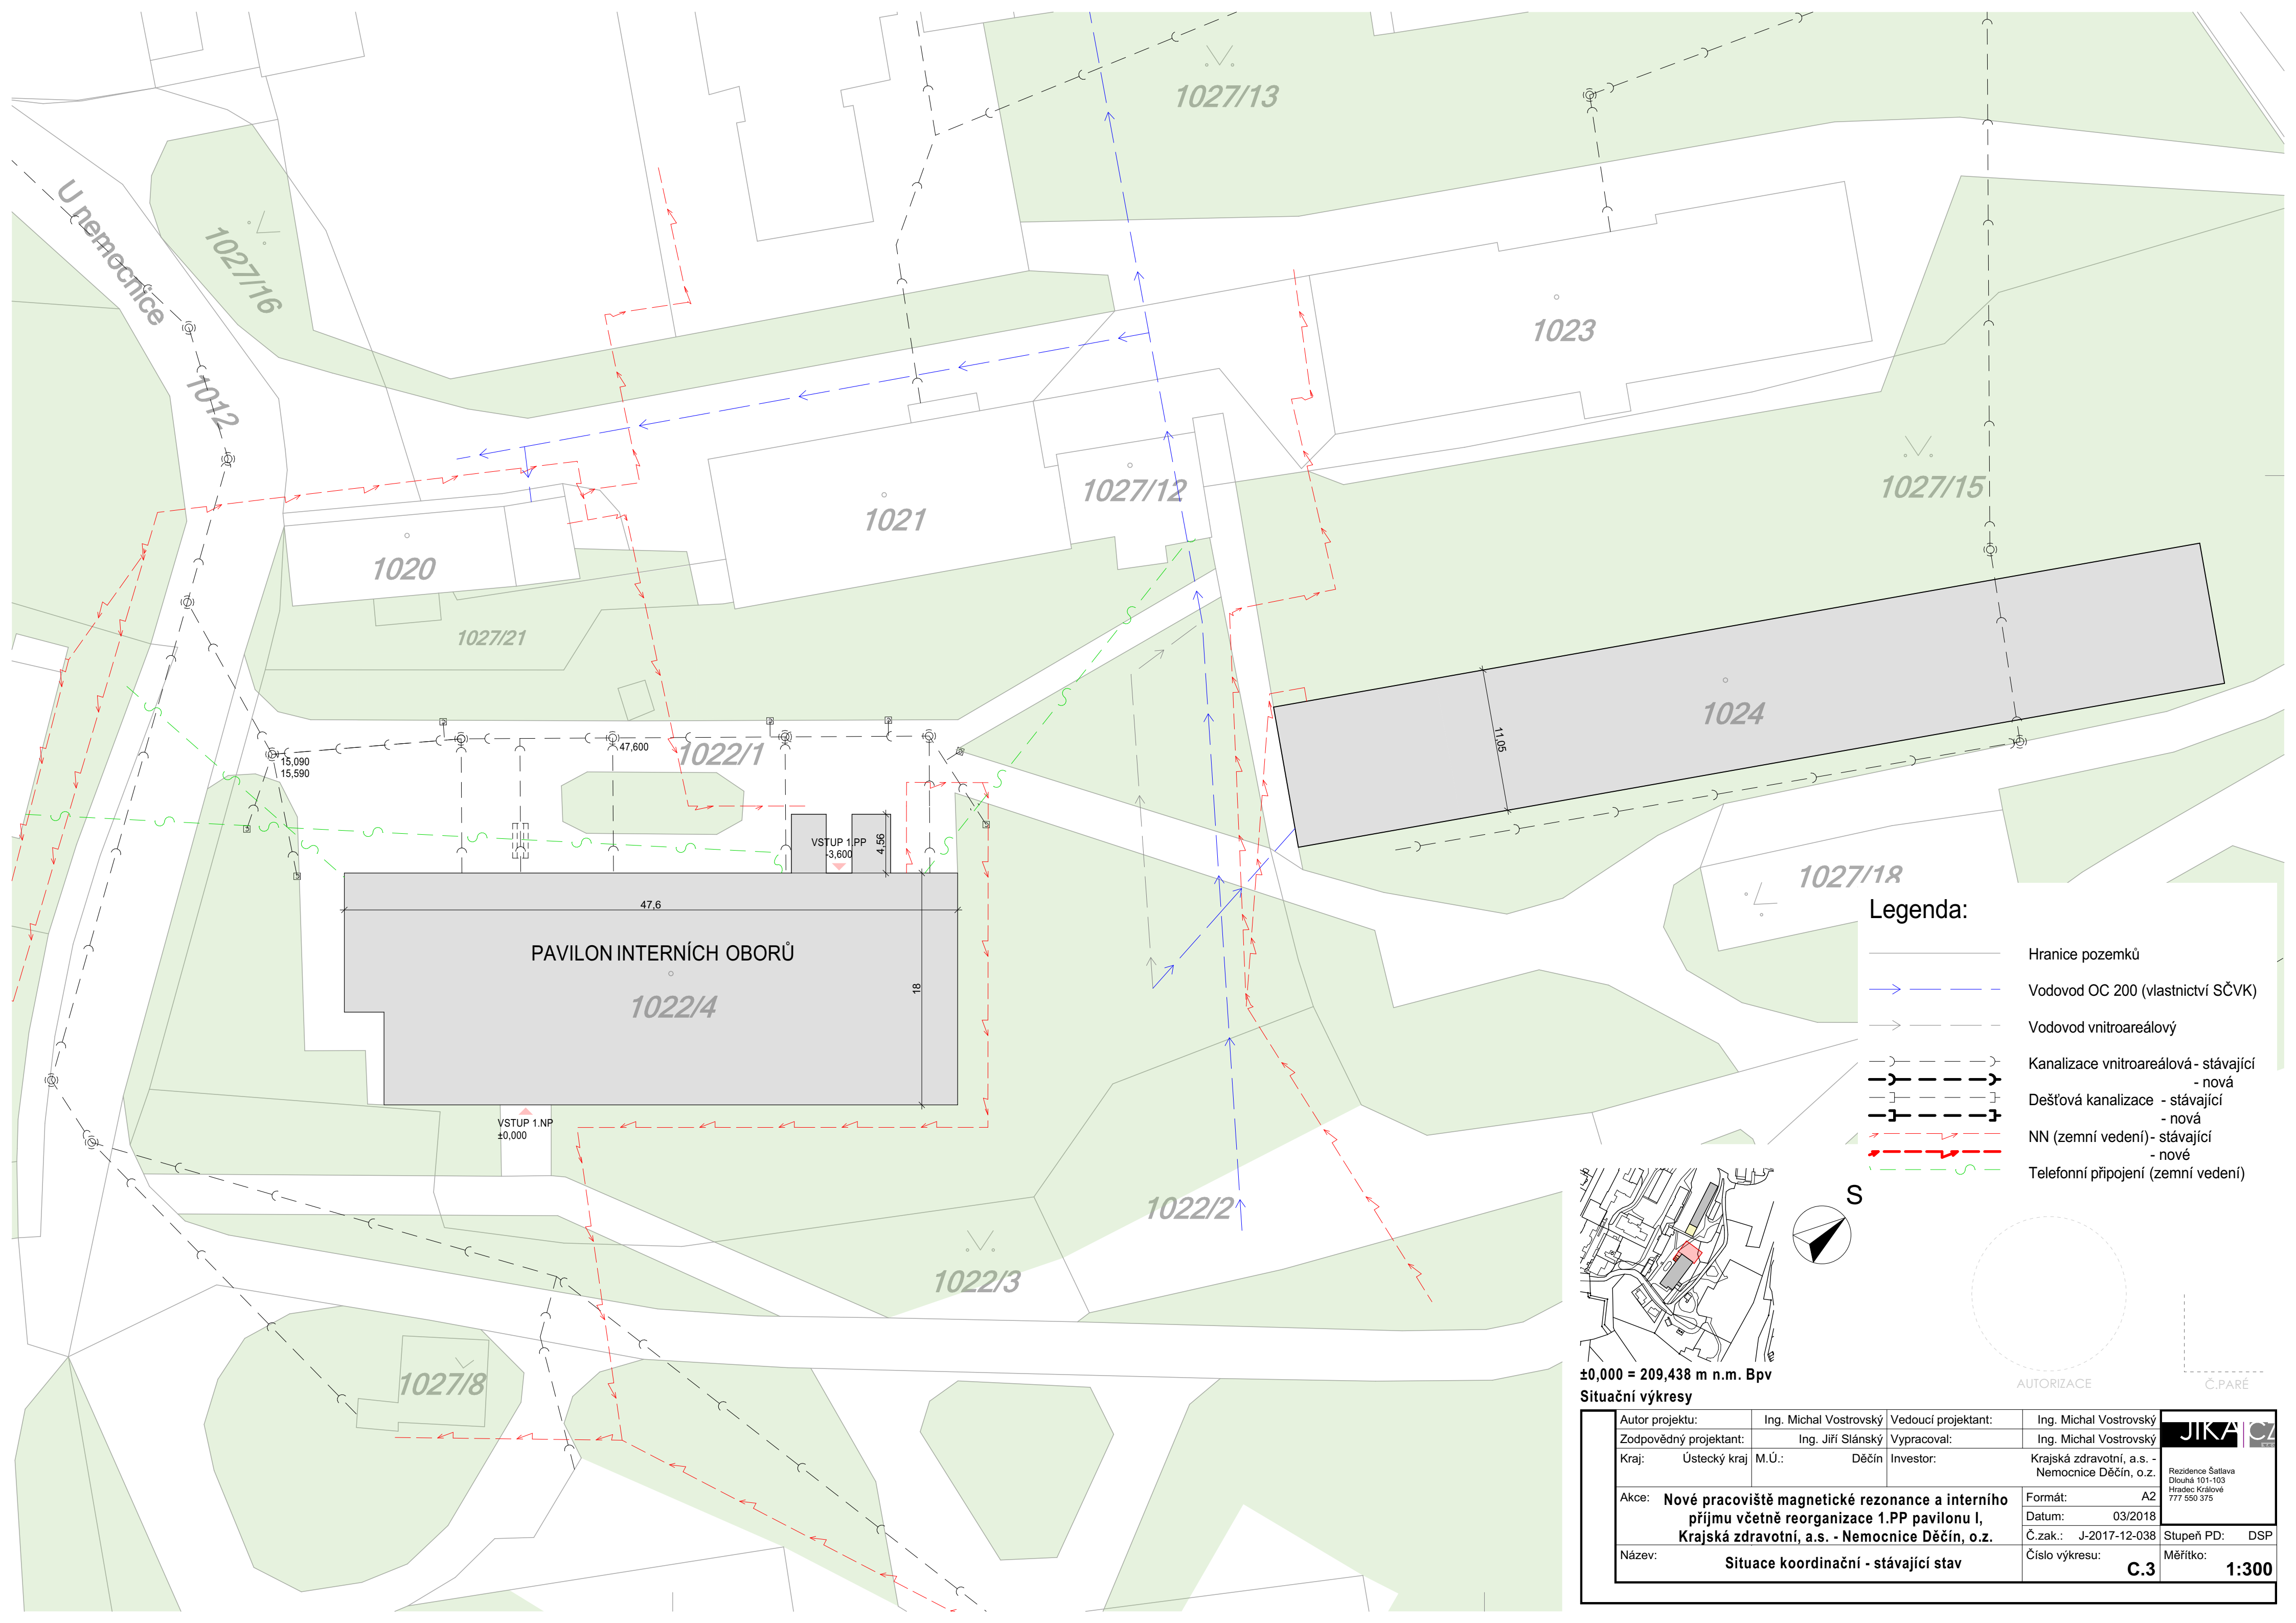 1027/13
U nemocnice
1027/16
1023
1012
1027/12
1027/15
1021
1020
1027/21
1024
11,05
47,600
1022/1
15,090
15,590
VSTUP 1.PP
-3,600
4,56
1027/18
47,6
PAVILON INTERNÍCH OBORŮ
1022/4
18
VSTUP 1.NP
±0,000
1022/2
1022/3
1027/8
Legenda:
Hranice pozemků
Vodovod OC 200 (vlastnictví SČVK)
Vodovod vnitroareálový
Kanalizace vnitroareálová - stávající
- nová
Dešťová kanalizace - stávající
- nová
NN (zemní vedení) - stávající
- nové
Telefonní připojení (zemní vedení)
S
±0,000 = 209,438 m n.m. Bpv
Situační výkresy
AUTORIZACE
Č.PARÉ
Autor projektu: Ing. Michal Vostrovský Vedoucí projektant: Ing. Michal Vostrovský
Zodpovědný projektant: Ing. Jiří Slánský Vypracoval: Ing. Michal Vostrovský
Kraj: Ústecký kraj M.Ú.: Děčín Investor: Krajská zdravotní, a.s. -
Nemocnice Děčín, o.z.
JIKA CZ
Rezidence Šatlava
Dlouhá 101-103
Hradec Králové
777 550 375
Akce: Nové pracoviště magnetické rezonance a interního
příjmu včetně reorganizace 1.PP pavilonu I,
Krajská zdravotní, a.s. - Nemocnice Děčín, o.z.
Formát: A2
Datum: 03/2018
Č.zak.: J-2017-12-038 Stupeň PD: DSP
Název: Situace koordinační - stávající stav
Číslo výkresu: C.3
Měřítko: 1:300